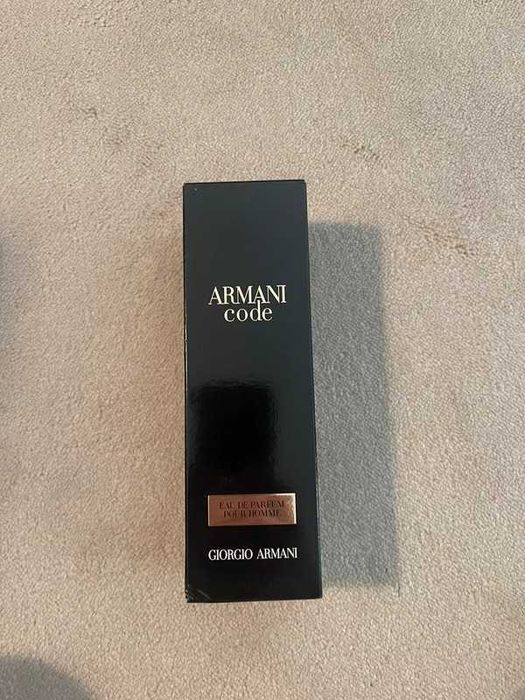 ARMANI
code
EAU DE PARFUM
POUR HOMME
GIORGIO ARMANI